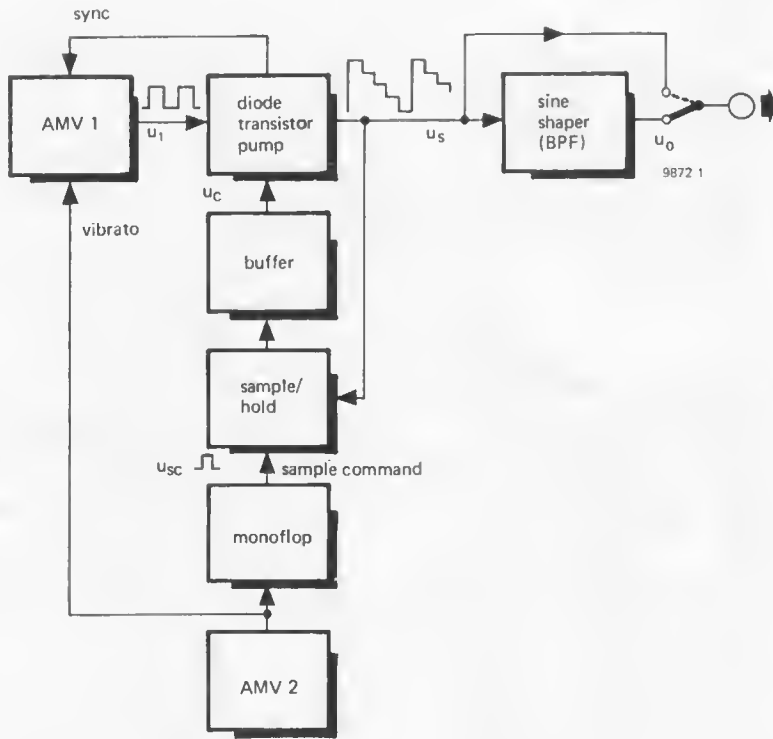 sync
AMV 1
u1
diode
transistor
pump
us
sine
shaper
(BPF)
uo
9872 1
uc
vibrato
buffer
sample/
hold
usc
sample command
monoflop
AMV 2